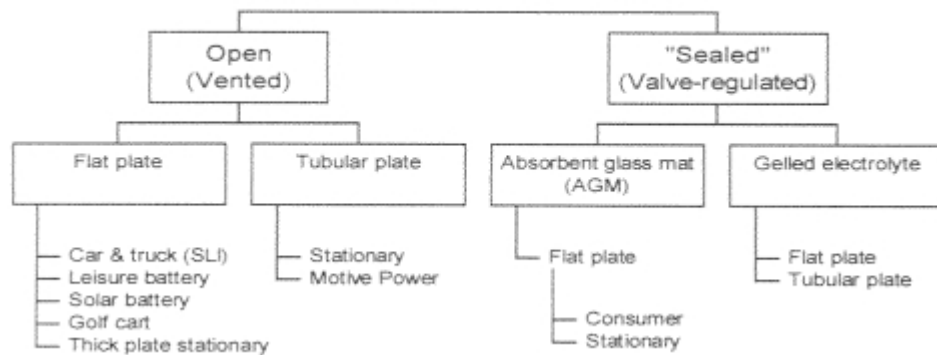 Open
(Vented)
"Sealed"
(Valve-regulated)
Flat plate
Tubular plate
Absorbent glass mat
(AGM)
Gelled electrolyte
Car & truck (SLI)
Leisure battery
Solar battery
Golf cart
Thick plate stationary
Stationary
Motive Power
Flat plate
Consumer
Stationary
Flat plate
Tubular plate